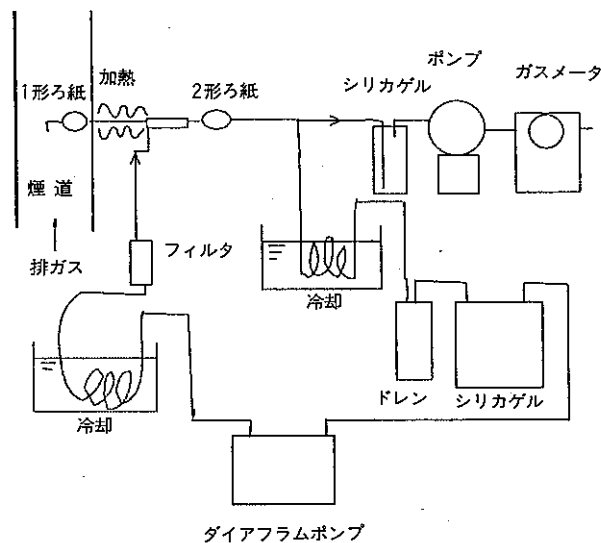 ポンプ
ガスメータ
シリカゲル
加熱
1形ろ紙
2形ろ紙
煙道
フィルタ
排ガス
冷却
ドレン
シリカゲル
冷却
ダイアフラムポンプ